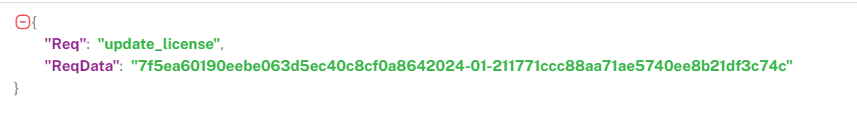 {
"Req": "update_license",
"ReqData": "7f5ea60190eebe063d5ec40c8cf0a8642024-01-211771ccc88aa71ae5740ee8b21df3c74c"
}